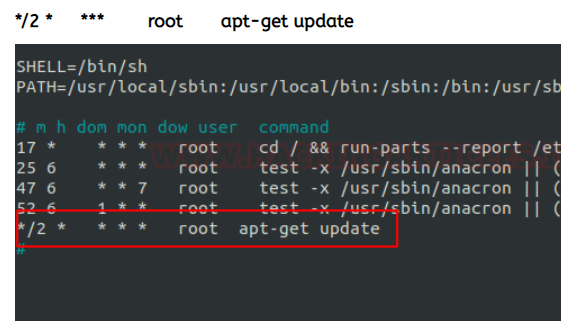 */2 * *** root apt-get update
SHELL=/bin/sh
PATH=/usr/local/sbin:/usr/local/bin:/sbin:/bin:/usr/sb
# m h dom mon dow user command
17 * * * * root cd / && run-parts --report /et
25 6 * * * root test -x /usr/sbin/anacron || (
47 6 * * 7 root test -x /usr/sbin/anacron || (
52 6 1 * * root test -x /usr/sbin/anacron || (
*/2 * * * * root apt-get update
#